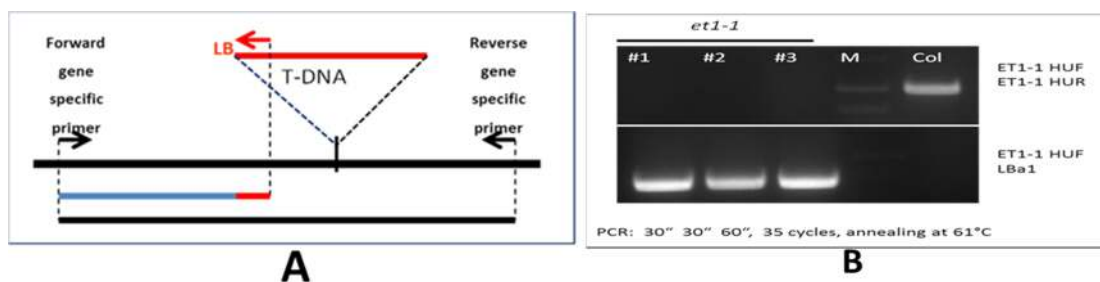 Forward
gene
specific
primer
LB
T-DNA
Reverse
gene
specific
primer
A
et1-1
#1 #2 #3 M Col
ET1-1 HUF
ET1-1 HUR
ET1-1 HUF
LBa1
PCR: 30” 30” 60”, 35 cycles, annealing at 61°C
B